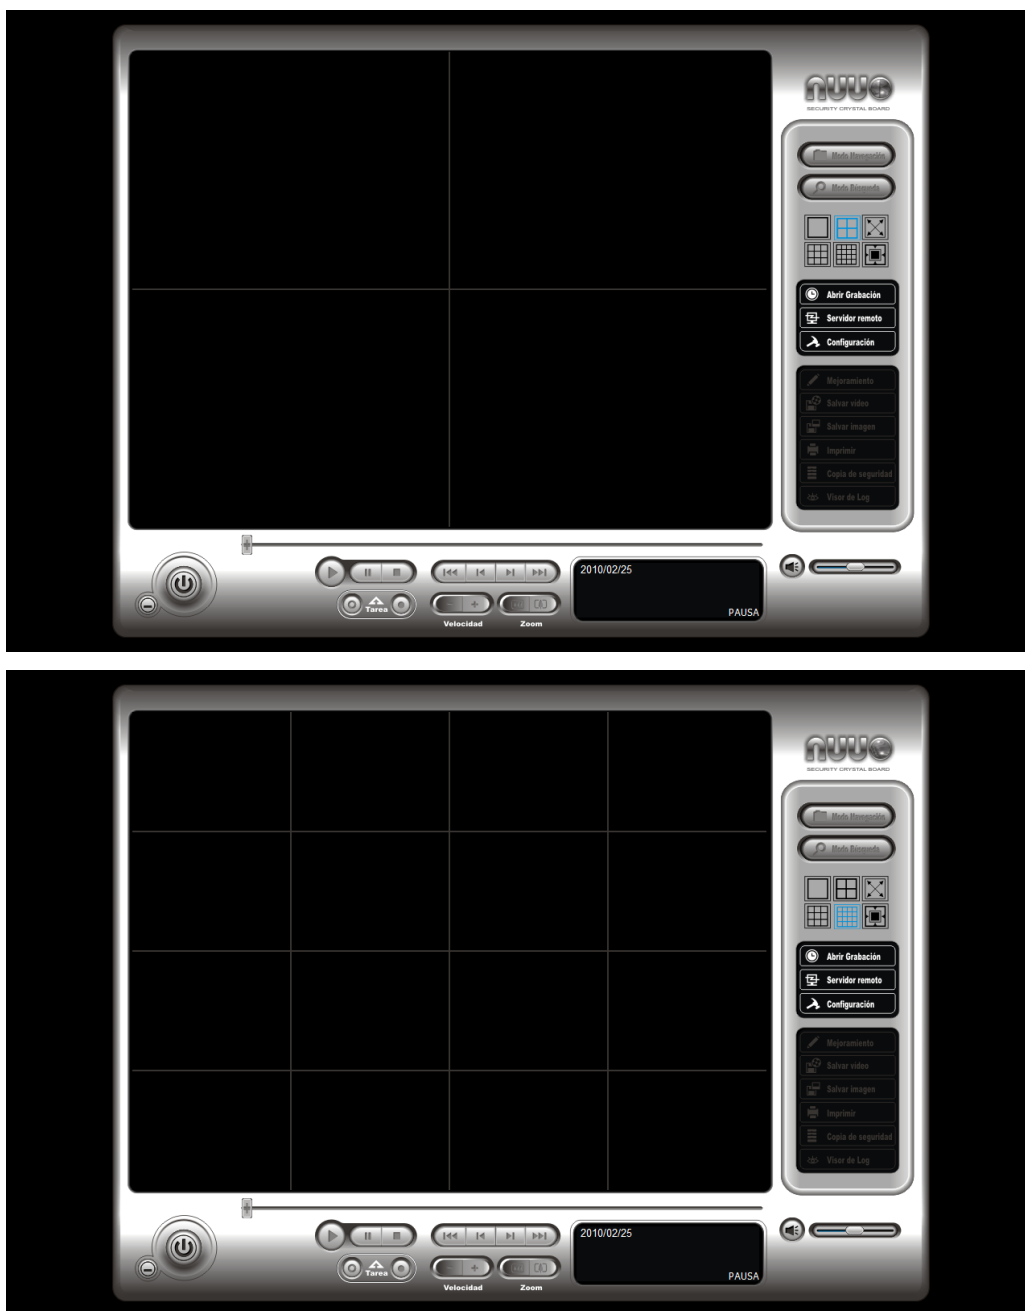 nuuo
SECURITY CRYSTAL BOARD
Modo Navegación
Modo Búsqueda
Abrir Grabación
Servidor remoto
Configuración
Mejoramiento
Salvar video
Salvar imagen
Imprimir
Copia de seguridad
Visor de Log
2010/02/25
PAUSA
Tarea
Velocidad
Zoom
nuuo
SECURITY CRYSTAL BOARD
Modo Navegación
Modo Búsqueda
Abrir Grabación
Servidor remoto
Configuración
Mejoramiento
Salvar video
Salvar imagen
Imprimir
Copia de seguridad
Visor de Log
2010/02/25
PAUSA
Tarea
Velocidad
Zoom